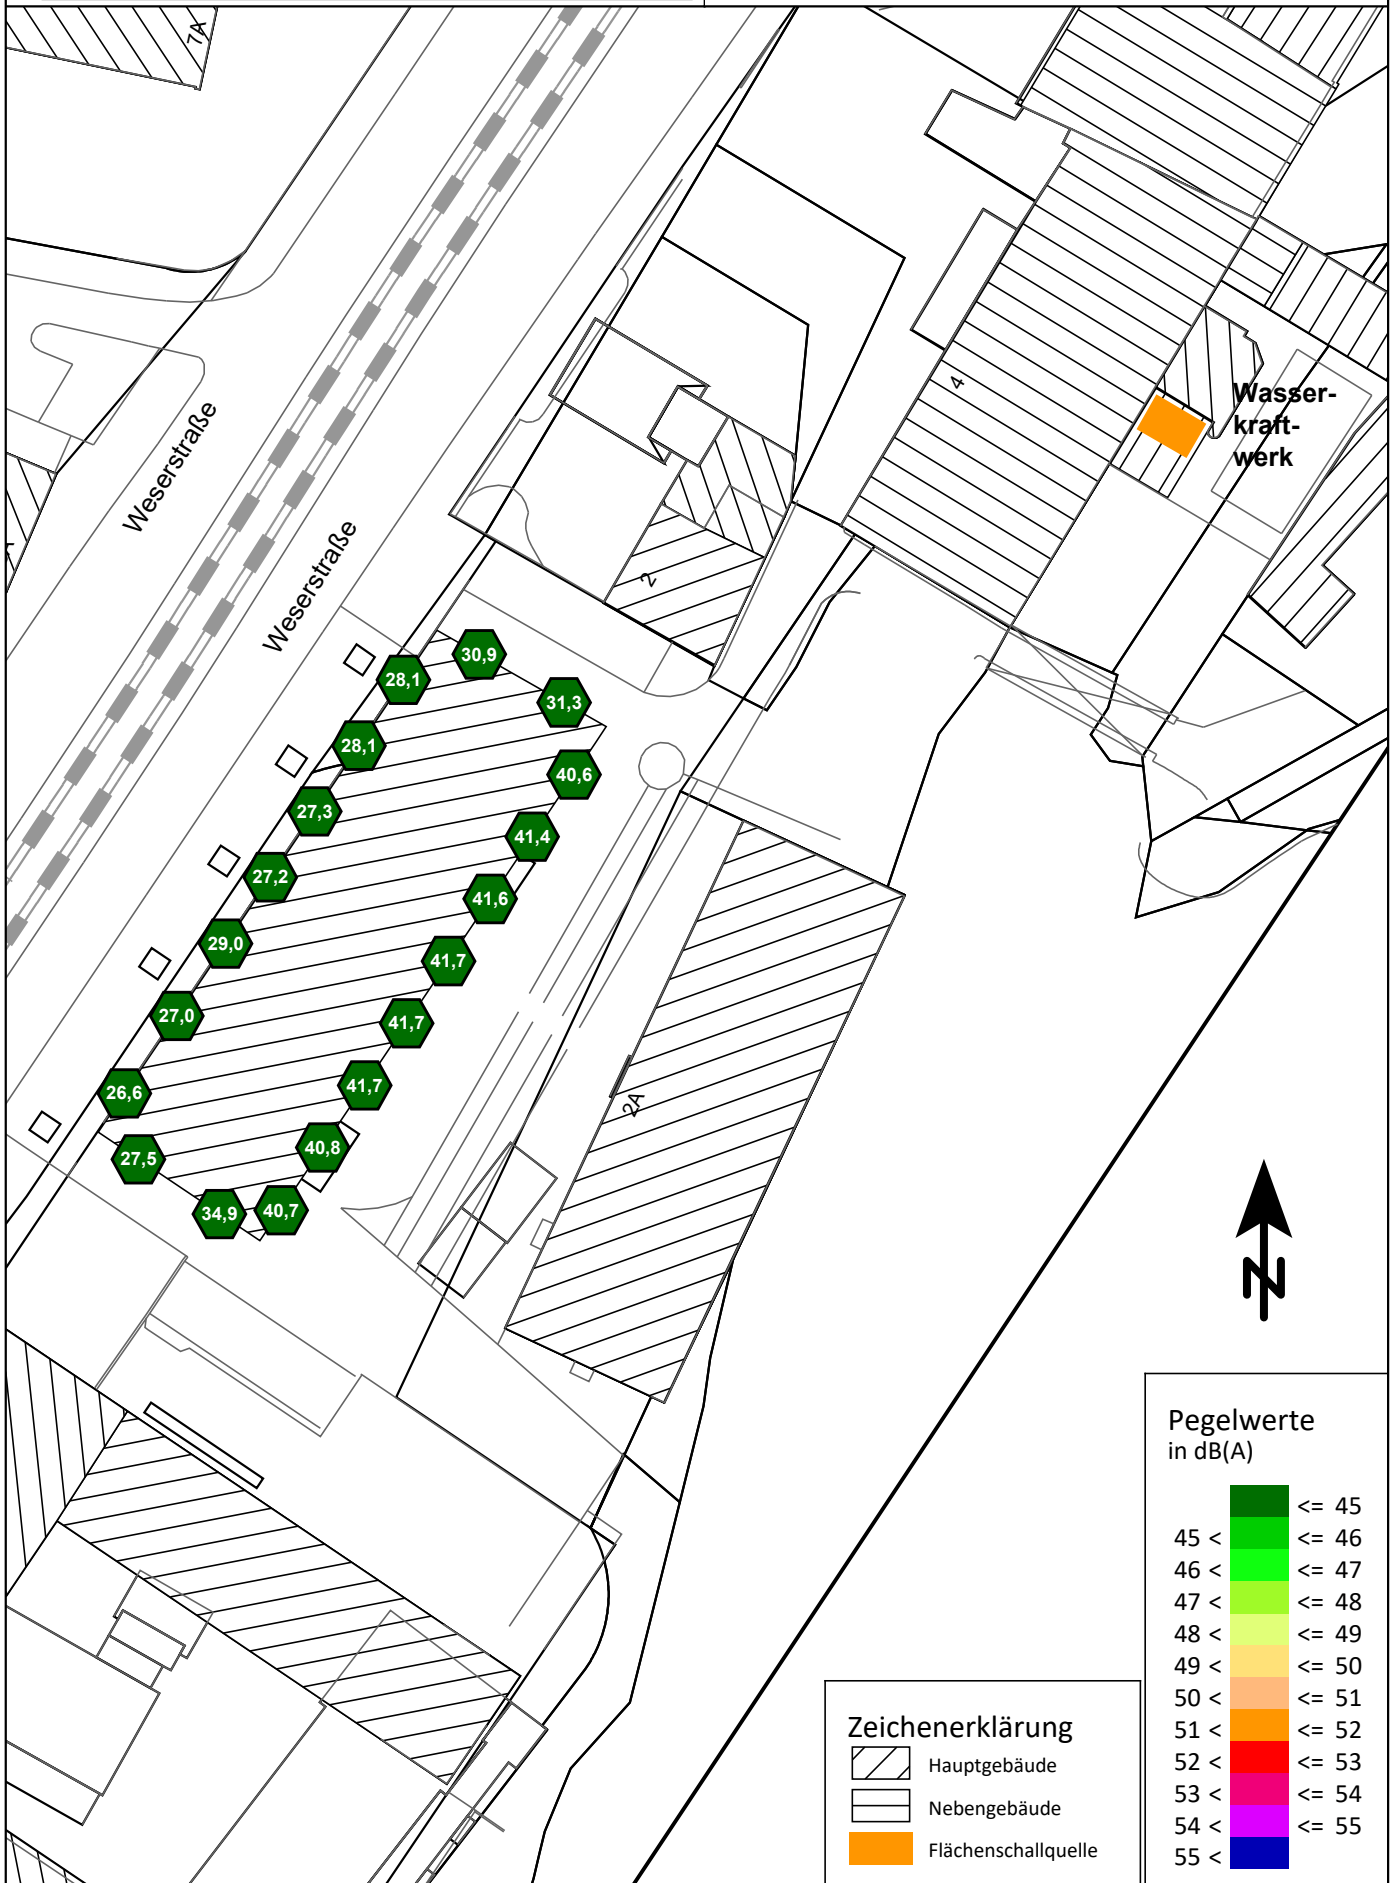 7A
Weserstraße
Weserstraße
4
Wasser-
kraft-
werk
2
30,9
28,1
31,3
28,1
40,6
27,3
41,4
27,2
41,6
29,0
41,7
27,0
41,7
26,6
41,7
2A
40,8
27,5
34,9
40,7
N
Pegelwerte
in dB(A)
<= 45
45 < <= 46
46 < <= 47
47 < <= 48
48 < <= 49
49 < <= 50
50 < <= 51
51 < <= 52
52 < <= 53
53 < <= 54
54 < <= 55
55 <
Zeichenerklärung
Hauptgebäude
Nebengebäude
Flächenschallquelle